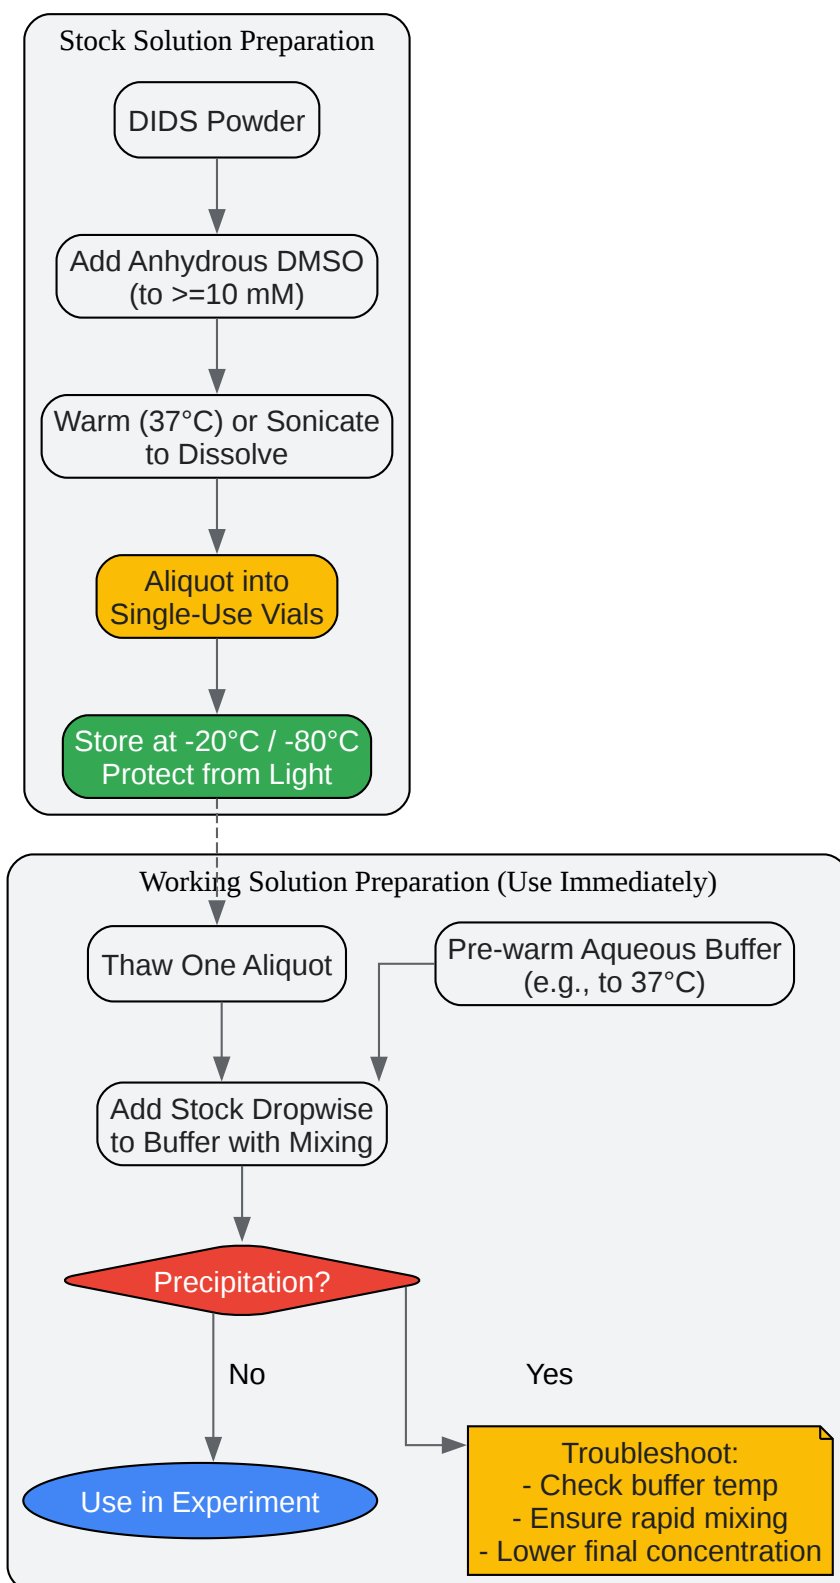 Stock Solution Preparation
DIDS Powder
Add Anhydrous DMSO
(to >=10 mM)
Warm (37°C) or Sonicate
to Dissolve
Aliquot into
Single-Use Vials
Store at -20°C / -80°C
Protect from Light
Working Solution Preparation (Use Immediately)
Thaw One Aliquot
Pre-warm Aqueous Buffer
(e.g., to 37°C)
Add Stock Dropwise
to Buffer with Mixing
Precipitation?
No
Yes
Use in Experiment
Troubleshoot:
- Check buffer temp
- Ensure rapid mixing
- Lower final concentration